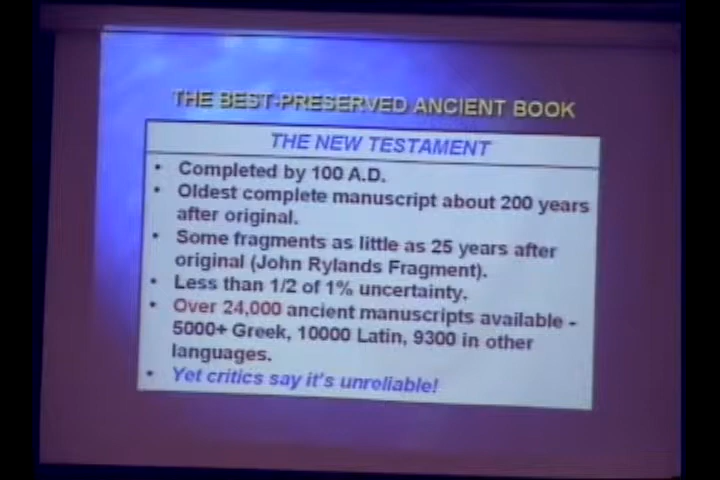 THE BEST-PRESERVED ANCIENT BOOK
THE NEW TESTAMENT
• Completed by 100 A.D.
• Oldest complete manuscript about 200 years
after original.
• Some fragments as little as 25 years after
original (John Rylands Fragment).
• Less than 1/2 of 1% uncertainty.
• Over 24,000 ancient manuscripts available -
5000+ Greek, 10000 Latin, 9300 in other
languages.
• Yet critics say it's unreliable!